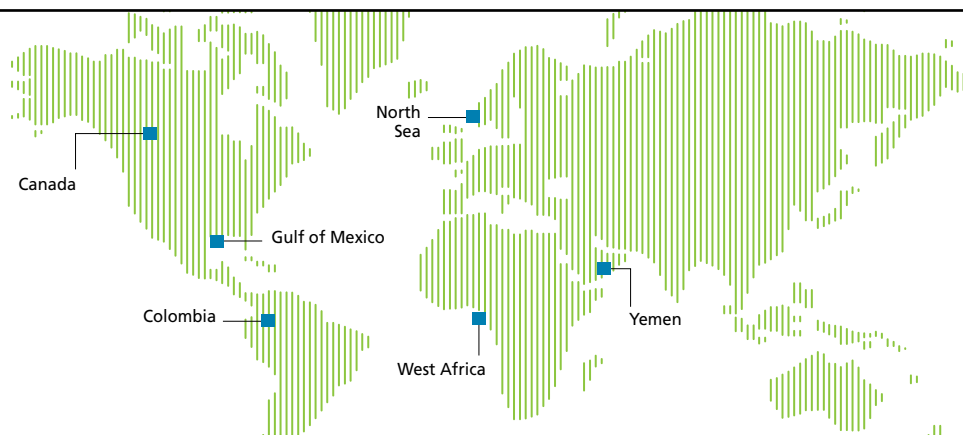 North
Sea
Canada
Gulf of Mexico
Colombia
Yemen
West Africa